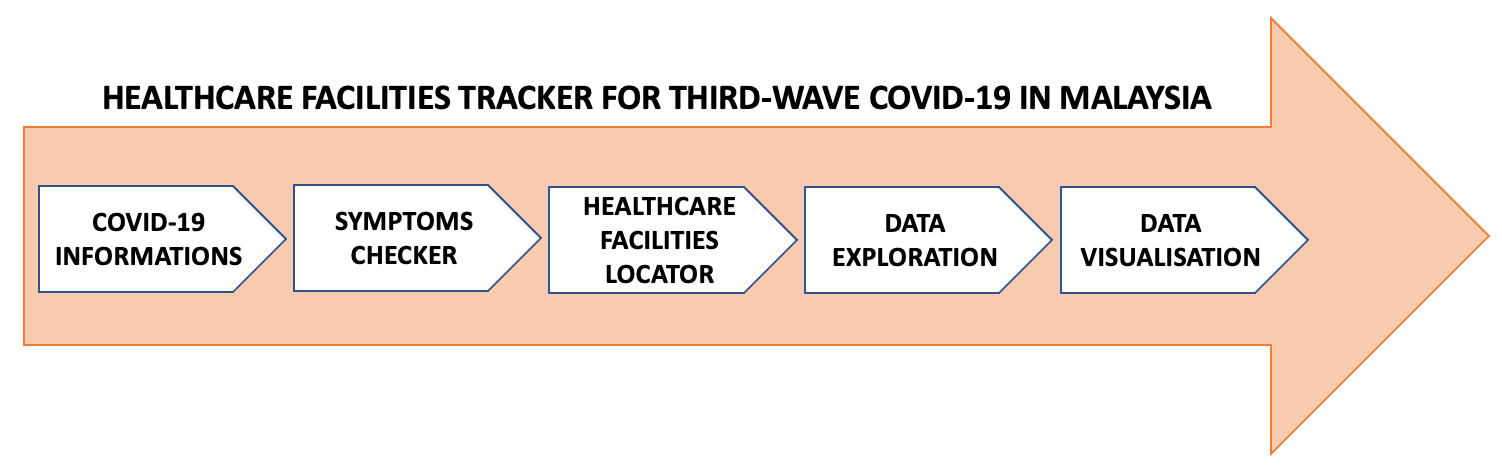 HEALTHCARE FACILITIES TRACKER FOR THIRD-WAVE COVID-19 IN MALAYSIA
COVID-19
INFORMATIONS
SYMPTOMS
CHECKER
HEALTHCARE
FACILITIES
LOCATOR
DATA
EXPLORATION
DATA
VISUALISATION